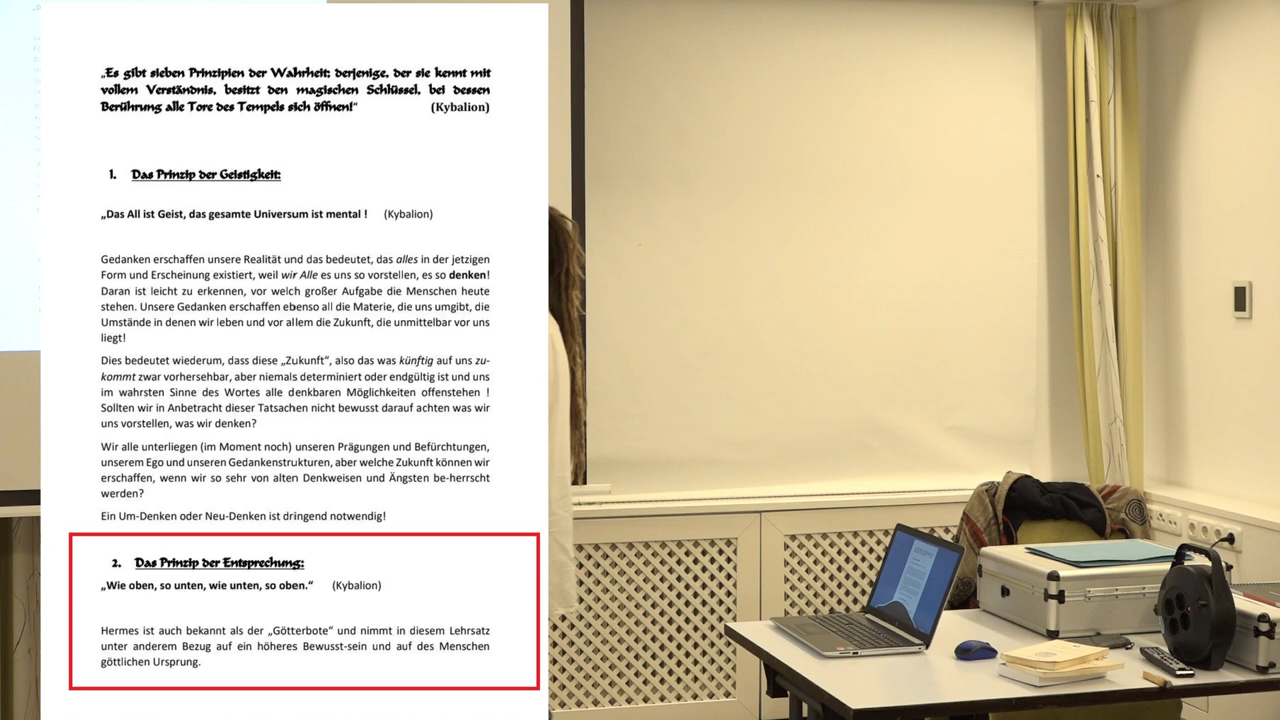 „Es gibt sieben Prinzipien der Wahrheit; derjenige, der sie kennt mit
vollem Verständnis, besitzt den magischen Schlüssel, bei dessen
Berührung alle Tore des Tempels sich öffnen!“ (Kybalion)
1. Das Prinzip der Geistigkeit:
„Das All ist Geist, das gesamte Universum ist mental ! (Kybalion)
Gedanken erschaffen unsere Realität und das bedeutet, das alles in der jetzigen
Form und Erscheinung existiert, weil wir Alle es uns so vorstellen, es so denken!
Daran ist leicht zu erkennen, vor welch großer Aufgabe die Menschen heute
stehen. Unsere Gedanken erschaffen ebenso all die Materie, die uns umgibt, die
Umstände in denen wir leben und vor allem die Zukunft, die unmittelbar vor uns
liegt!
Dies bedeutet wiederum, dass diese „Zukunft“, also das was künftig auf uns zu-
kommt zwar vorhersehbar, aber niemals determiniert oder endgültig ist und uns
im wahrsten Sinne des Wortes alle denkbaren Möglichkeiten offenstehen !
Sollten wir in Anbetracht dieser Tatsachen nicht bewusst darauf achten was wir
uns vorstellen, was wir denken?
Wir alle unterliegen (im Moment noch) unseren Prägungen und Befürchtungen,
unserem Ego und unseren Gedankenstrukturen, aber welche Zukunft können wir
erschaffen, wenn wir so sehr von alten Denkweisen und Ängsten be-herrscht
werden?
Ein Um-Denken oder Neu-Denken ist dringend notwendig!
2. Das Prinzip der Entsprechung:
„Wie oben, so unten, wie unten, so oben.“ (Kybalion)
Hermes ist auch bekannt als der „Götterbote“ und nimmt in diesem Lehrsatz
unter anderem Bezug auf ein höheres Bewusst-sein und auf des Menschen
göttlichen Ursprung.